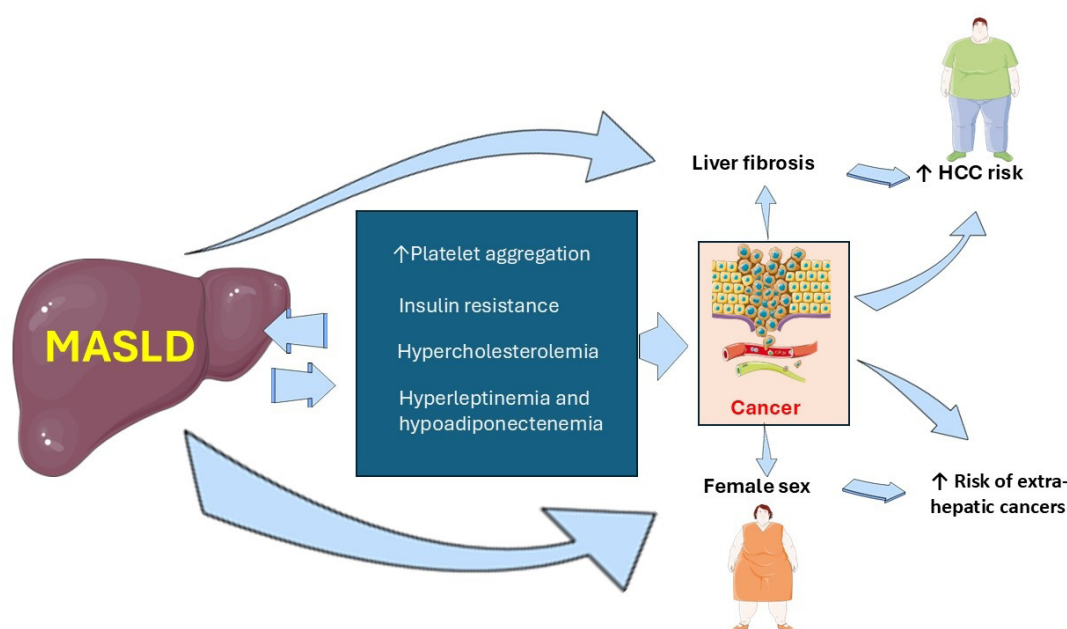 Liver fibrosis
↑ HCC risk
↑Platelet aggregation
Insulin resistance
Hypercholesterolemia
Hyperleptinemia and
hypoadiponectenemia
MASLD
Cancer
Female sex
↑ Risk of extra-
hepatic cancers